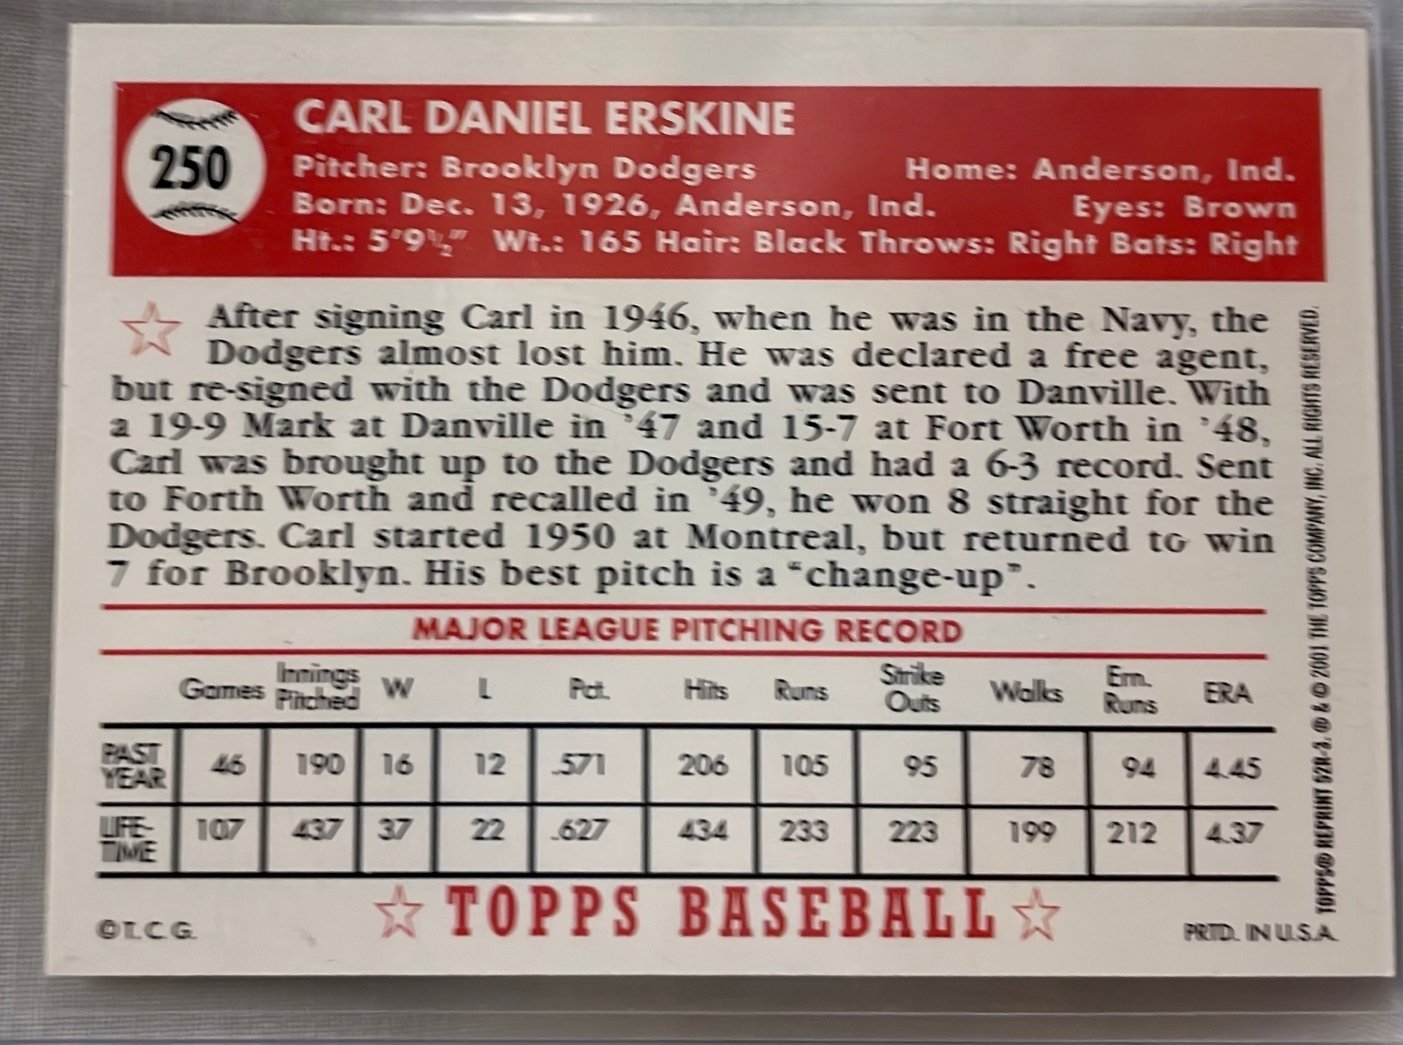 250
CARL DANIEL ERSKINE
Pitcher: Brooklyn Dodgers Home: Anderson, Ind.
Born: Dec. 13, 1926, Anderson, Ind. Eyes: Brown
Ht.: 5'9½" Wt.: 165 Hair: Black Throws: Right Bats: Right
After signing Carl in 1946, when he was in the Navy, the
Dodgers almost lost him. He was declared a free agent,
but re-signed with the Dodgers and was sent to Danville. With
a 19-9 Mark at Danville in '47 and 15-7 at Fort Worth in '48,
Carl was brought up to the Dodgers and had a 6-3 record. Sent
to Forth Worth and recalled in '49, he won 8 straight for the
Dodgers. Carl started 1950 at Montreal, but returned to win
7 for Brooklyn. His best pitch is a "change-up".
MAJOR LEAGUE PITCHING RECORD
Games Innings Pitched W L Pct. Hits Runs Strike Outs Walks Ern. Runs ERA
PAST YEAR 46 190 16 12 .571 206 105 95 78 94 4.45
LIFE-TIME 107 437 37 22 .627 434 233 223 199 212 4.37
©T.C.G. TOPPS BASEBALL PRTD. IN U.S.A.
TOPPS® REPRINT 52R-3. ® & © 2001 THE TOPPS COMPANY, INC. ALL RIGHTS RESERVED.